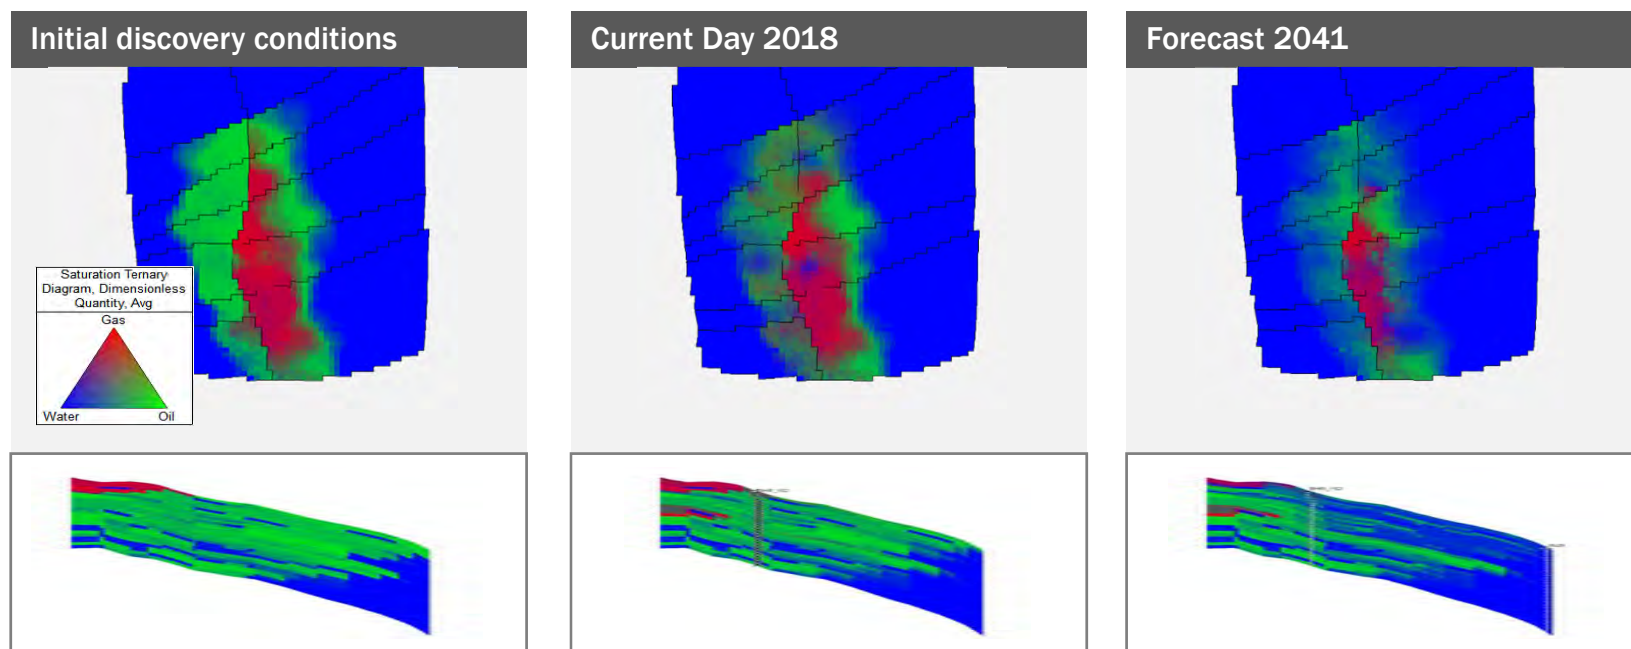 Initial discovery conditions
Current Day 2018
Forecast 2041
Saturation Ternary
Diagram, Dimensionless
Quantity, Avg
Gas
Water
Oil